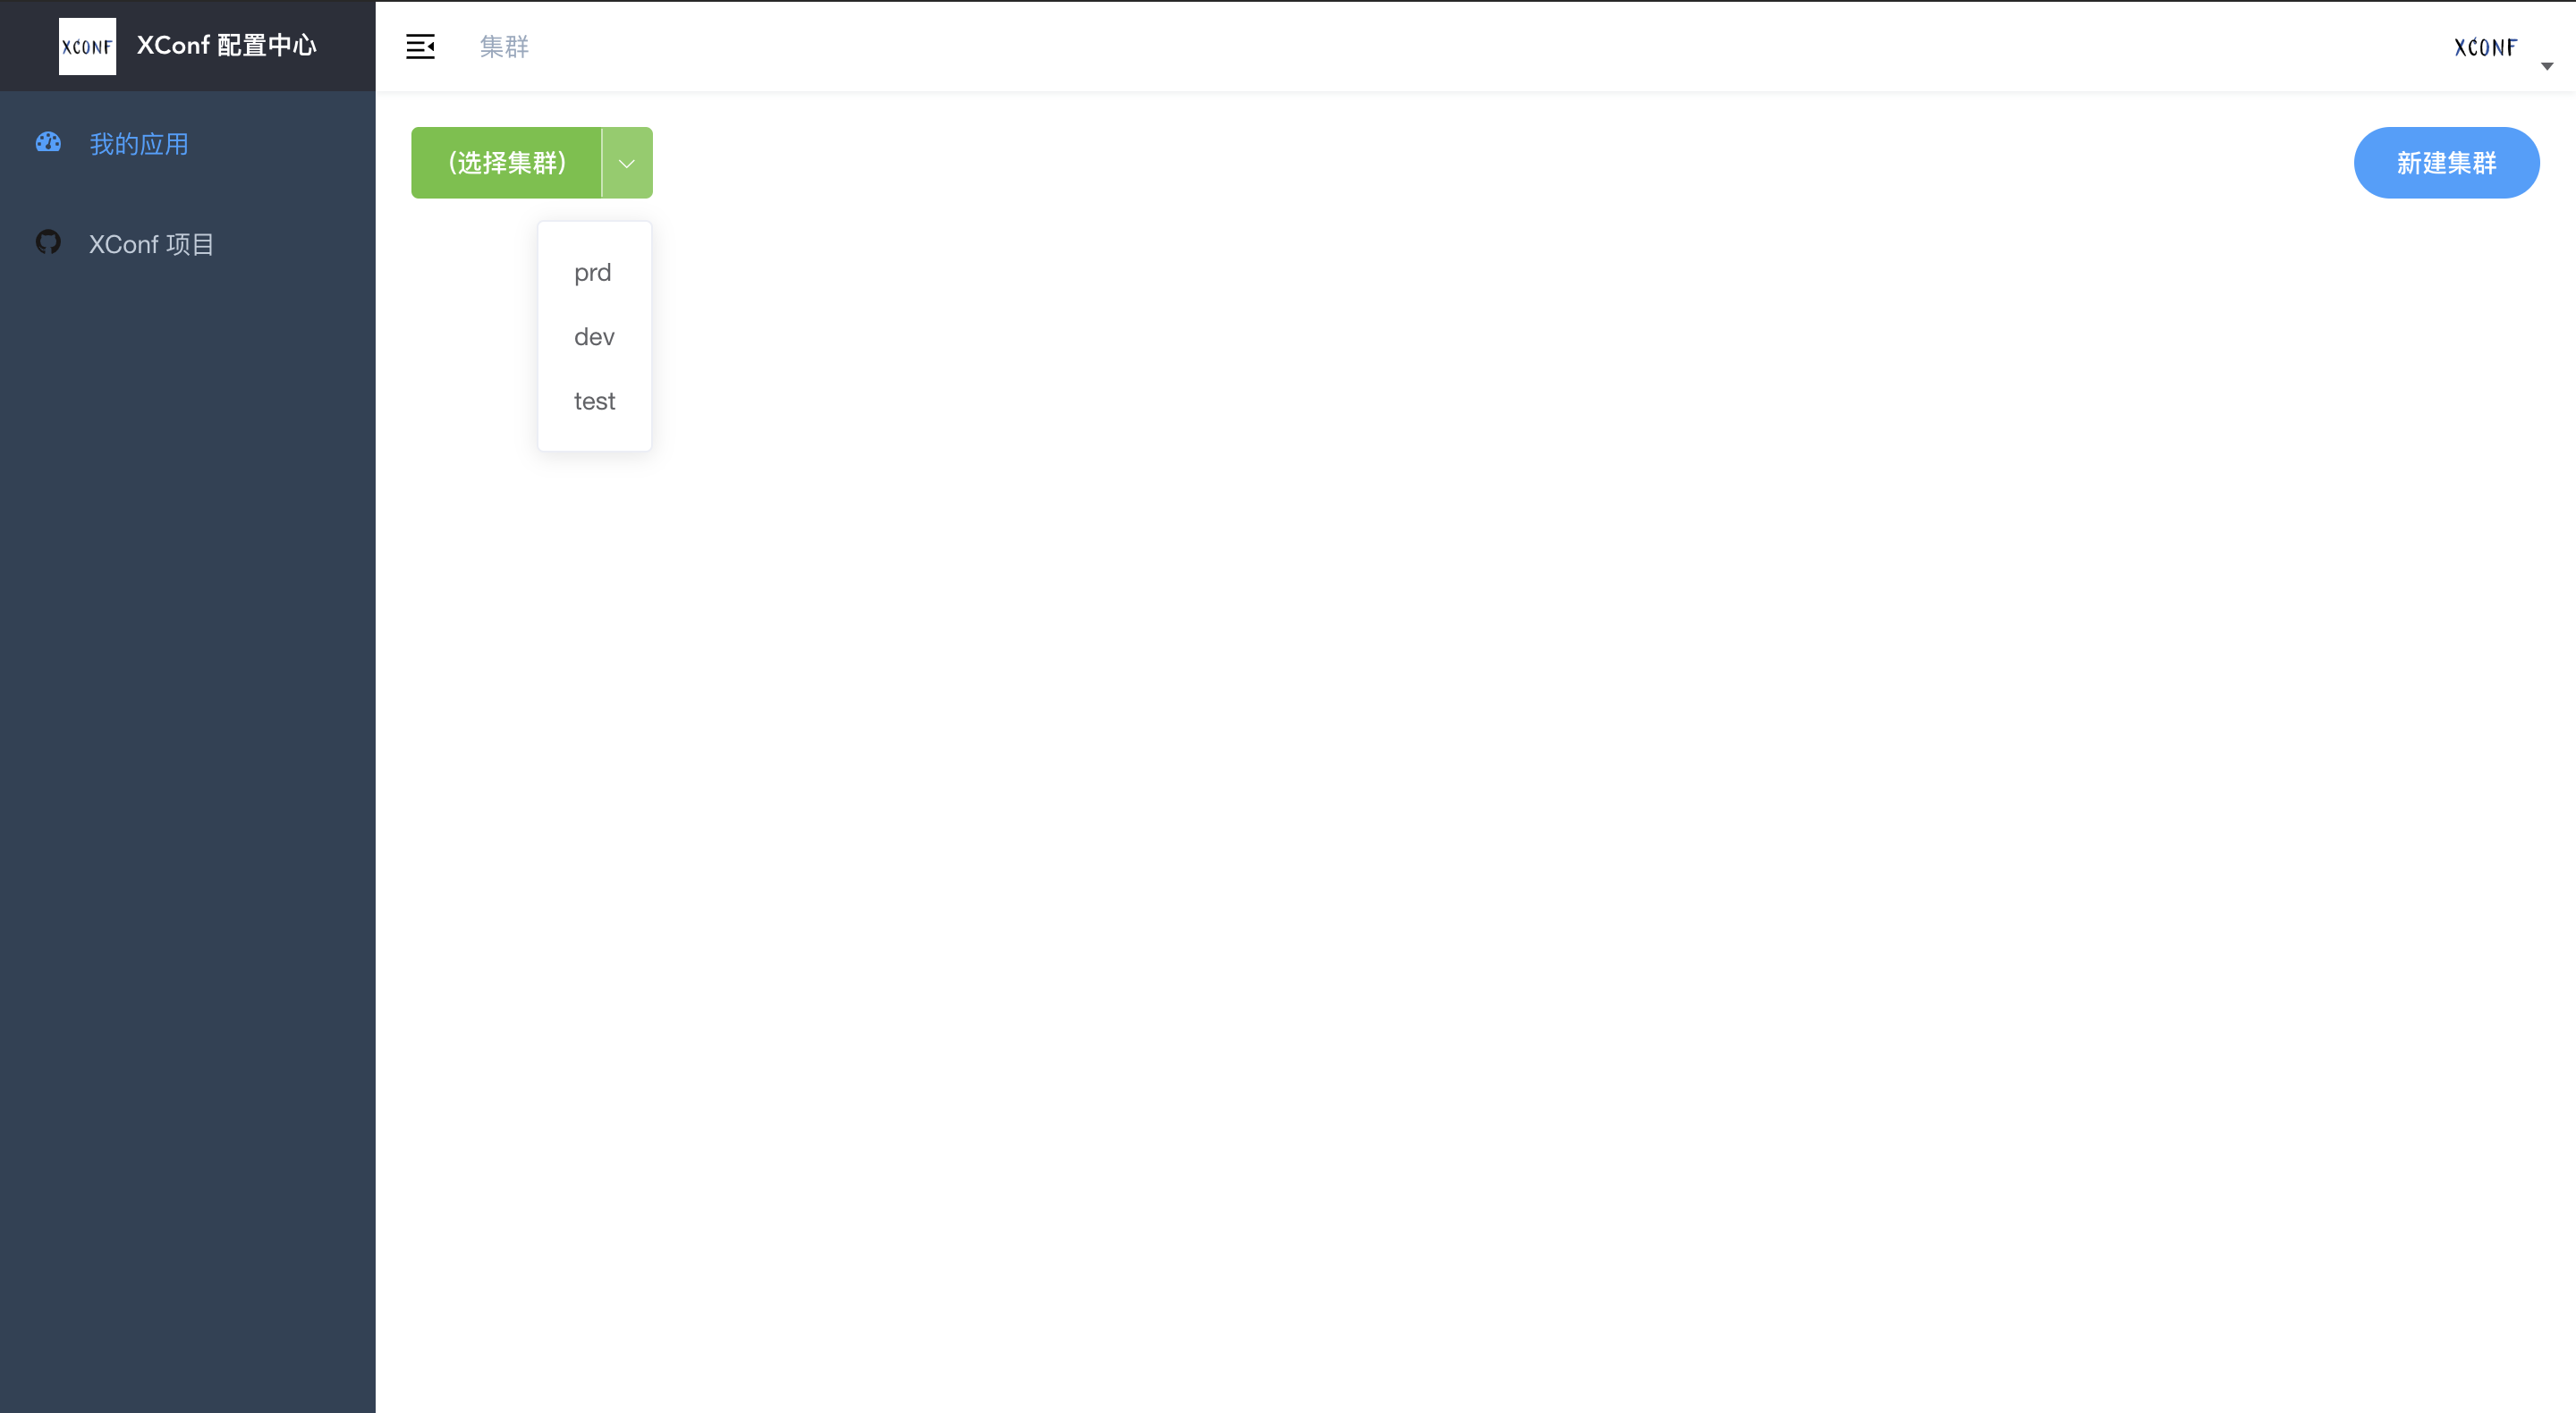 XCONF XConf 配置中心
集群
XCONF
我的应用
XConf 项目
(选择集群)
新建集群
prd
dev
test